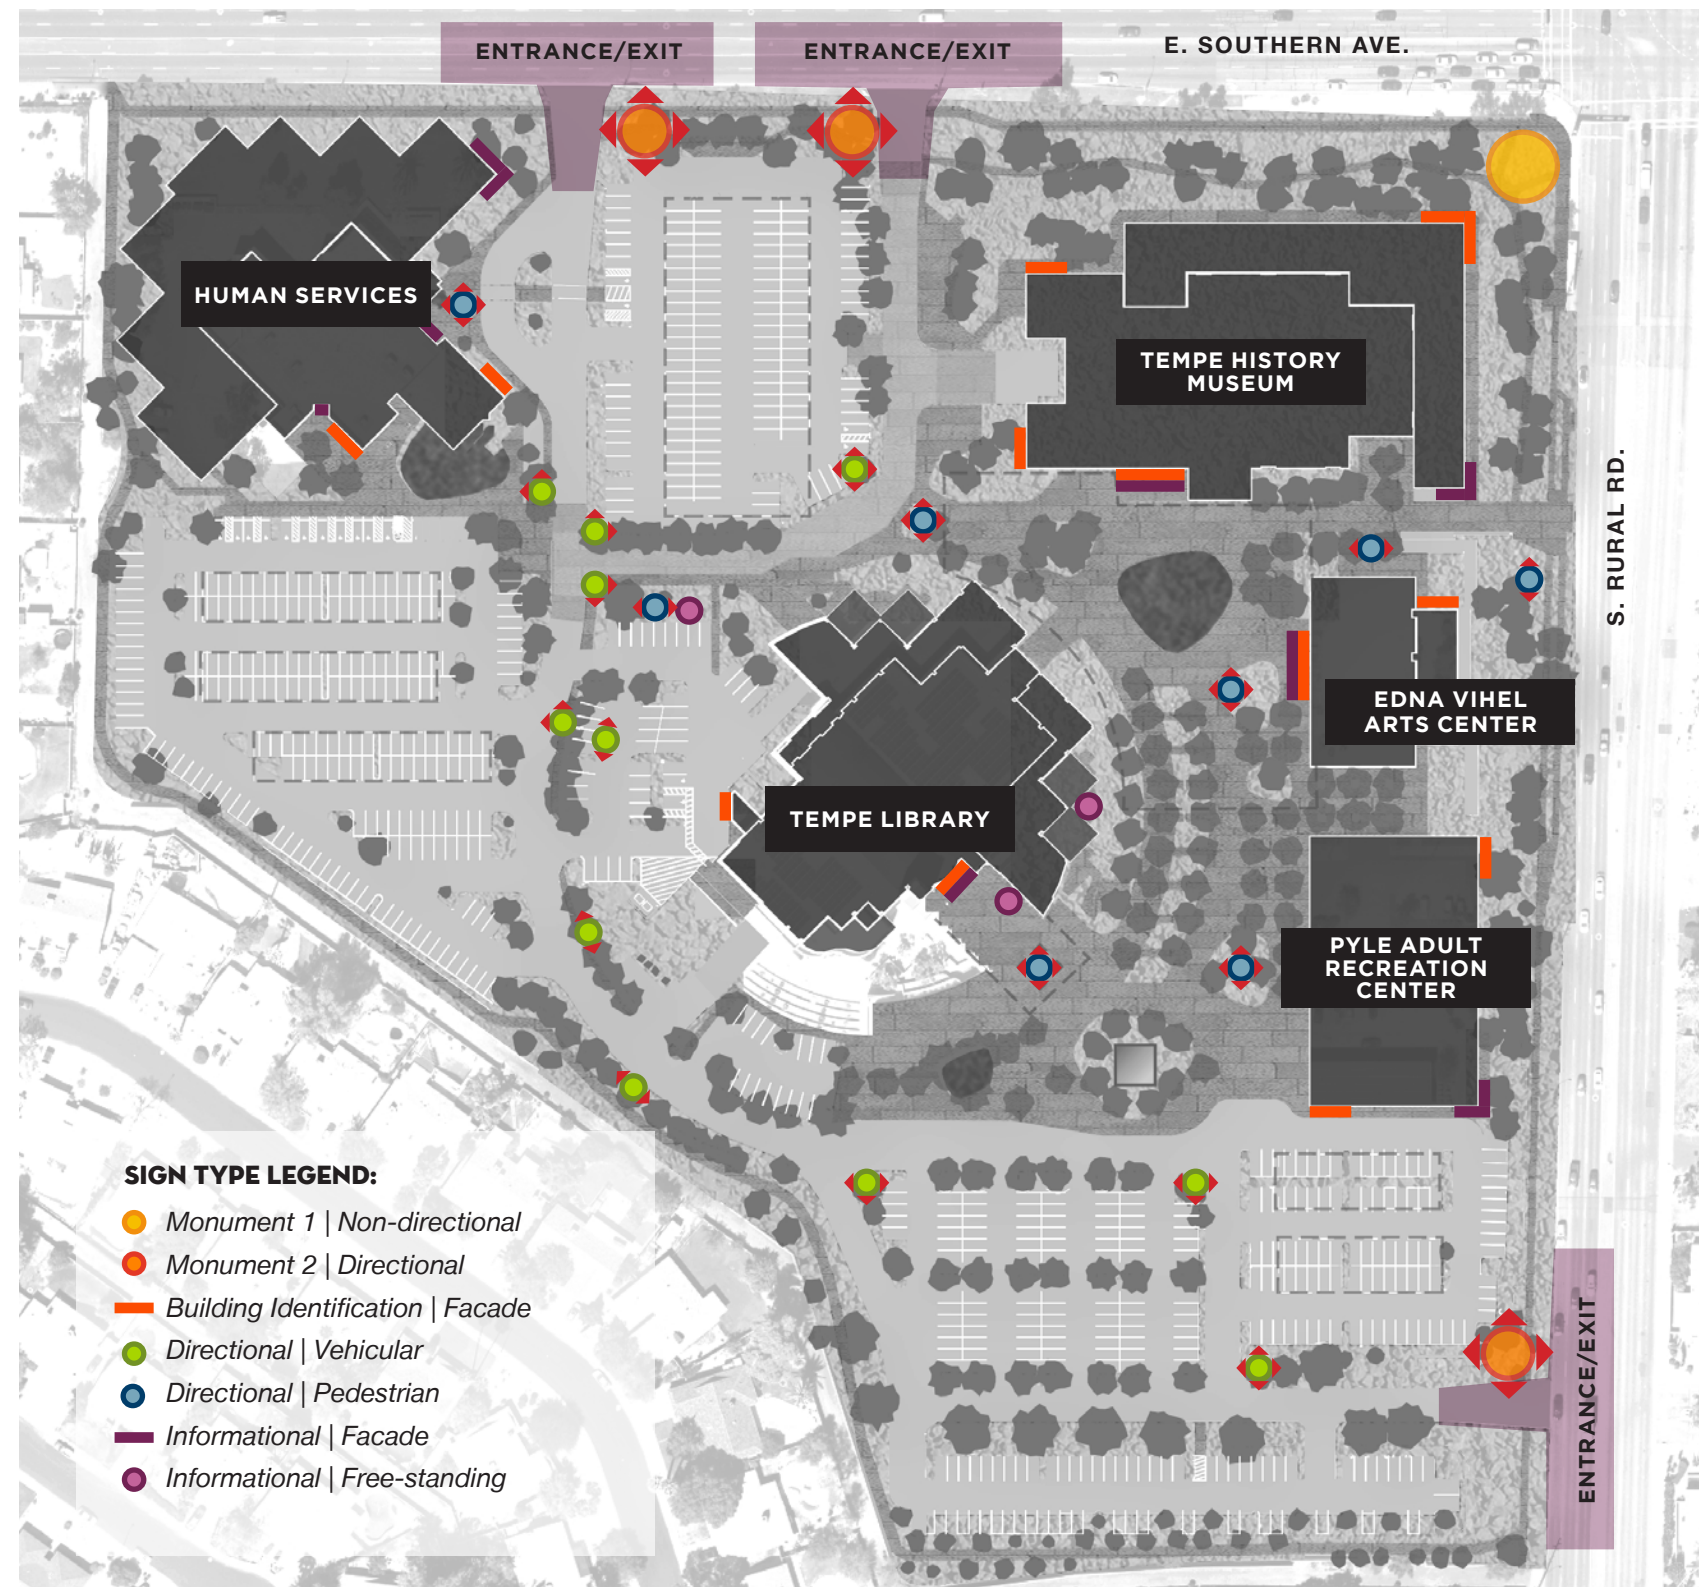 ENTRANCE/EXIT
ENTRANCE/EXIT
E. SOUTHERN AVE.
HUMAN SERVICES
TEMPE HISTORY
MUSEUM
S. RURAL RD.
EDNA VIHEL
ARTS CENTER
TEMPE LIBRARY
PYLE ADULT
RECREATION
CENTER
ENTRANCE/EXIT
SIGN TYPE LEGEND:
Monument 1 | Non-directional
Monument 2 | Directional
Building Identification | Facade
Directional | Vehicular
Directional | Pedestrian
Informational | Facade
Informational | Free-standing